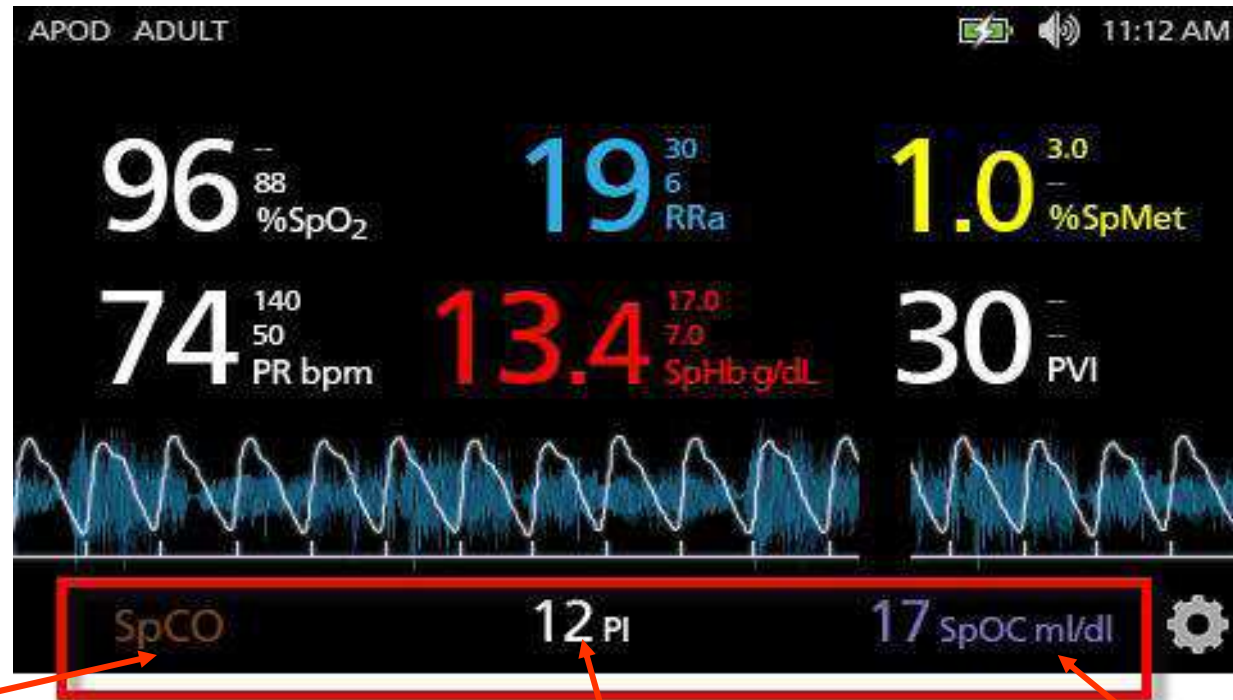 APOD ADULT 11:12 AM
96 -- 88 %SpO₂
19 30 6 RRa
1.0 3.0 -- %SpMet
74 140 50 PR bpm
13.4 17.0 7.0 SpHb g/dL
30 -- -- PVI
SpCO 12 PI 17 SpOC ml/dl